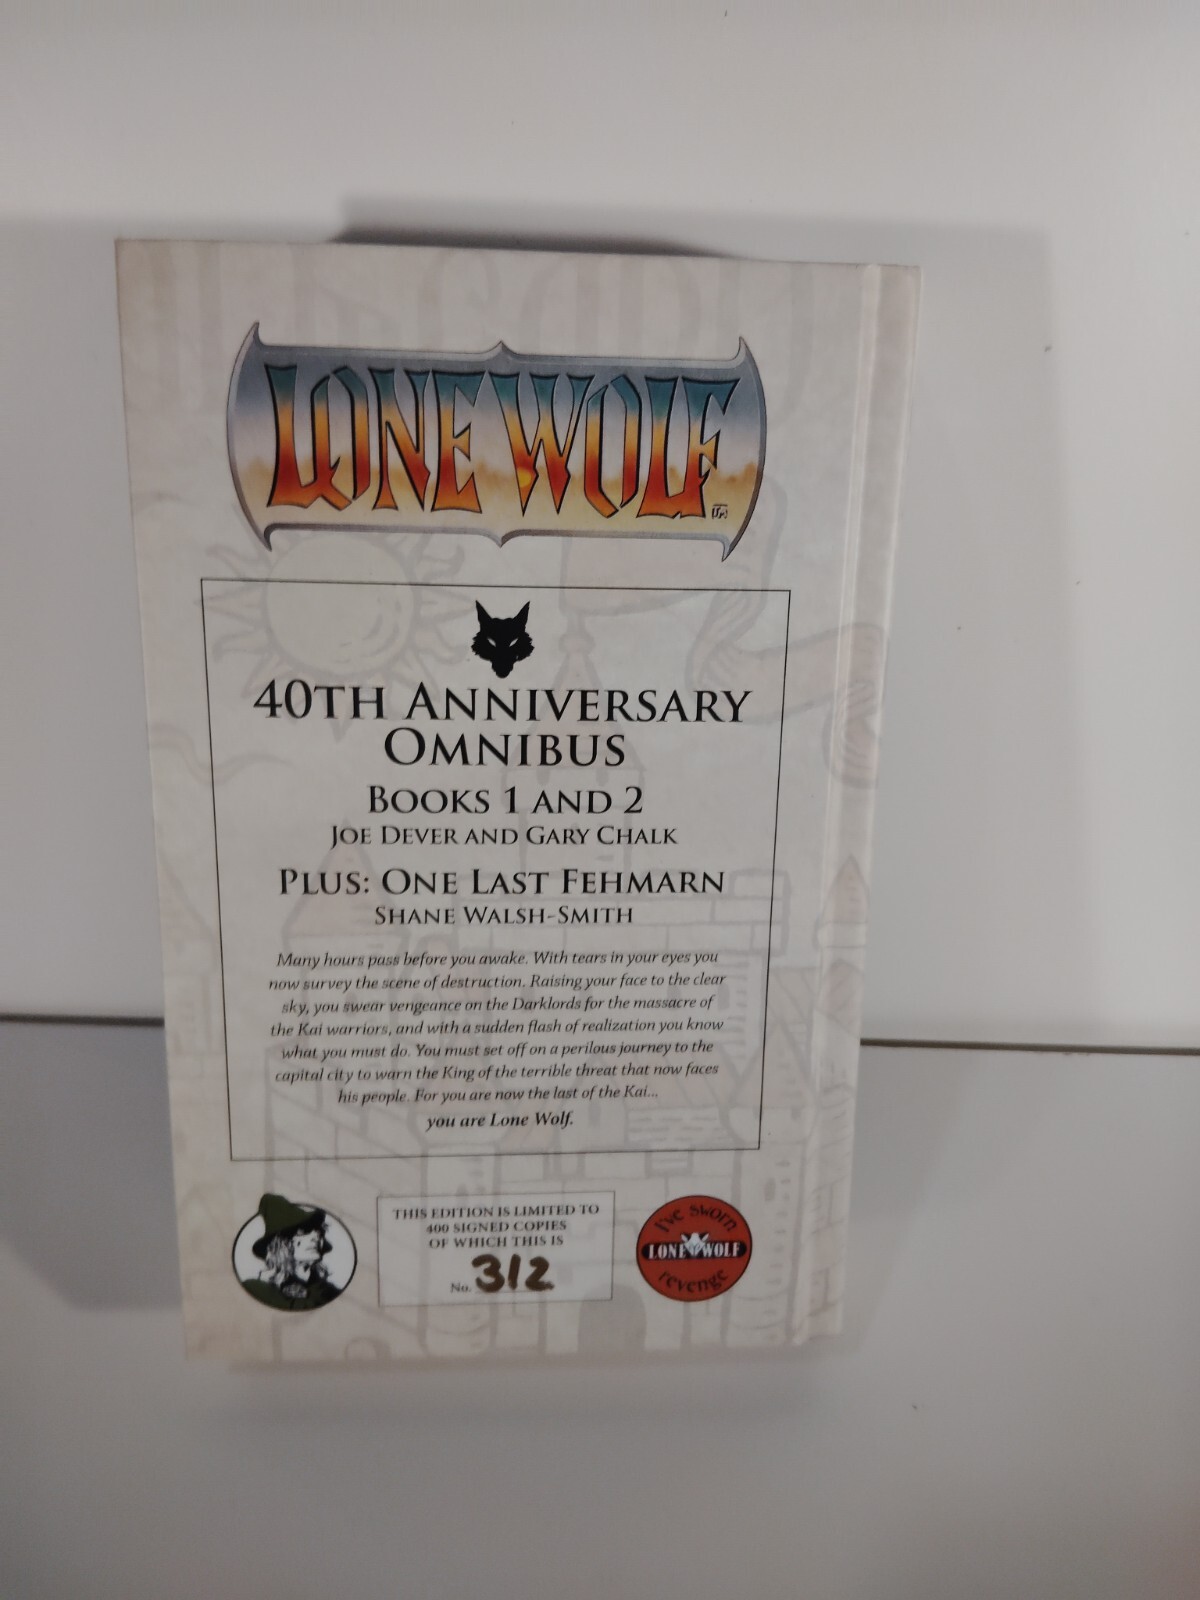 LONE WOLF
40TH ANNIVERSARY
OMNIBUS
BOOKS 1 AND 2
JOE DEVER AND GARY CHALK
PLUS: ONE LAST FEHMARN
SHANE WALSH-SMITH
Many hours pass before you awake. With tears in your eyes you
now survey the scene of destruction. Raising your face to the clear
sky, you swear vengeance on the Darklords for the massacre of
the Kai warriors, and with a sudden flash of realization you know
what you must do. You must set off on a perilous journey to the
capital city to warn the King of the terrible threat that now faces
his people. For you are now the last of the Kai...
you are Lone Wolf.
THIS EDITION IS LIMITED TO
400 SIGNED COPIES
OF WHICH THIS IS
No. 312
I've sworn
LONE WOLF
revenge